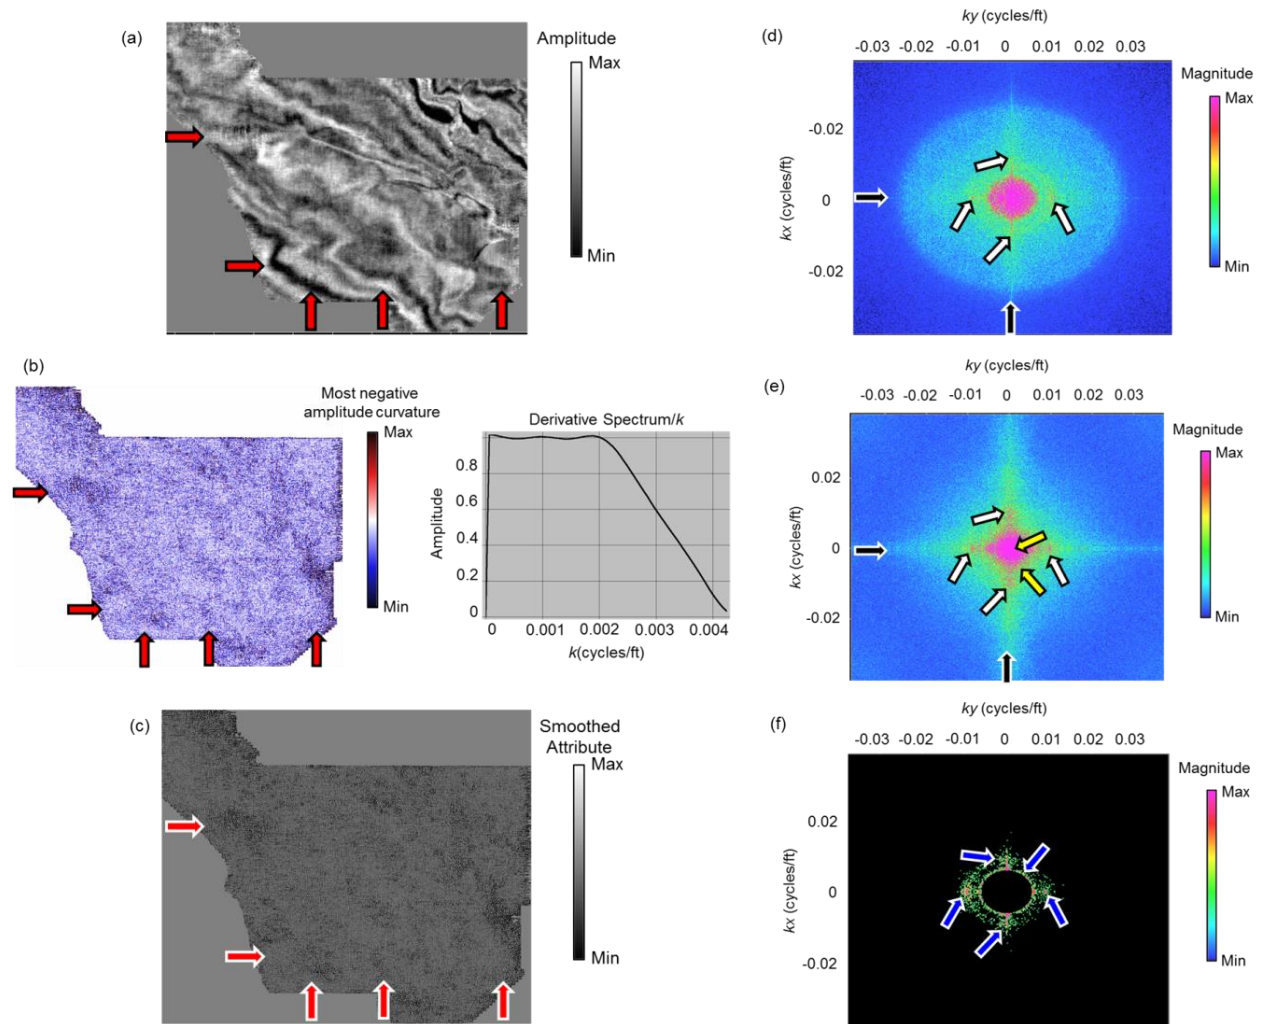 (a)
Amplitude
Max
Min
(b)
Most negative
amplitude curvature
Max
Min
Derivative Spectrum/k
Amplitude
0.8
0.6
0.4
0.2
0
0 0.001 0.002 0.003 0.004
k(cycles/ft)
(c)
Smoothed
Attribute
Max
Min
(d)
ky (cycles/ft)
-0.03 -0.02 -0.01 0 0.01 0.02 0.03
kx (cycles/ft)
-0.02
0
-0.02
Magnitude
Max
Min
(e)
ky (cycles/ft)
-0.03 -0.02 -0.01 0 0.01 0.02 0.03
kx (cycles/ft)
0.02
0
-0.02
Magnitude
Max
Min
(f)
ky (cycles/ft)
-0.03 -0.02 -0.01 0 0.01 0.02 0.03
kx (cycles/ft)
0.02
0
-0.02
Magnitude
Max
Min